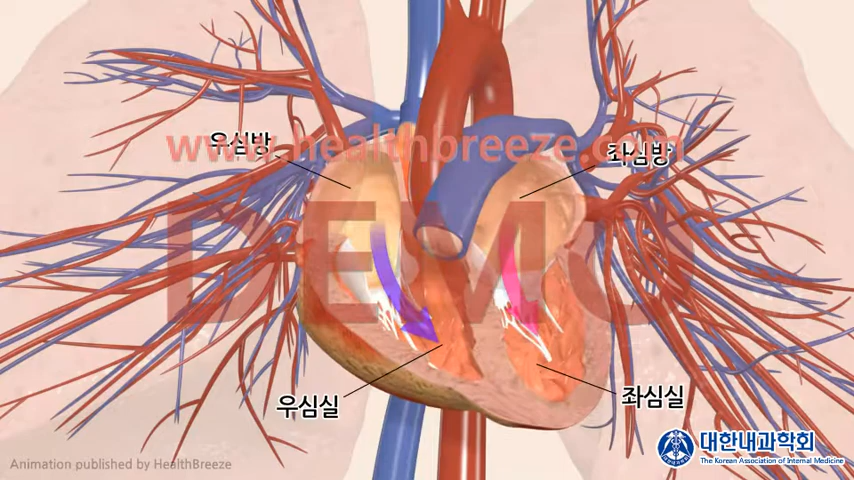 우심방
www.healthbreeze.com
좌심방
DEMO
우심실
좌심실
대한내과학회
The Korean Association of Internal Medicine
Animation published by HealthBreeze